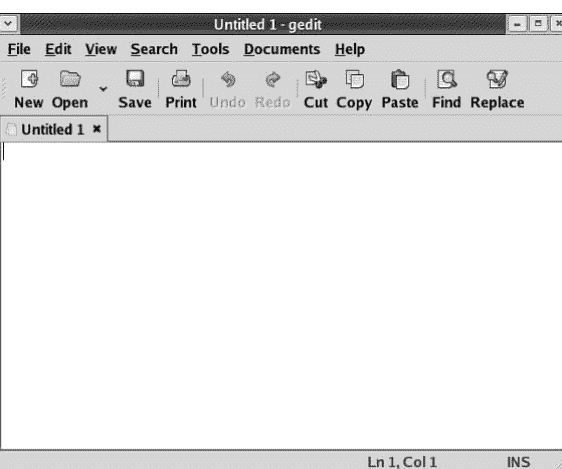 Untitled 1 - gedit
File Edit View Search Tools Documents Help
New Open Save Print Undo Redo Cut Copy Paste Find Replace
Untitled 1
Ln 1, Col 1 INS